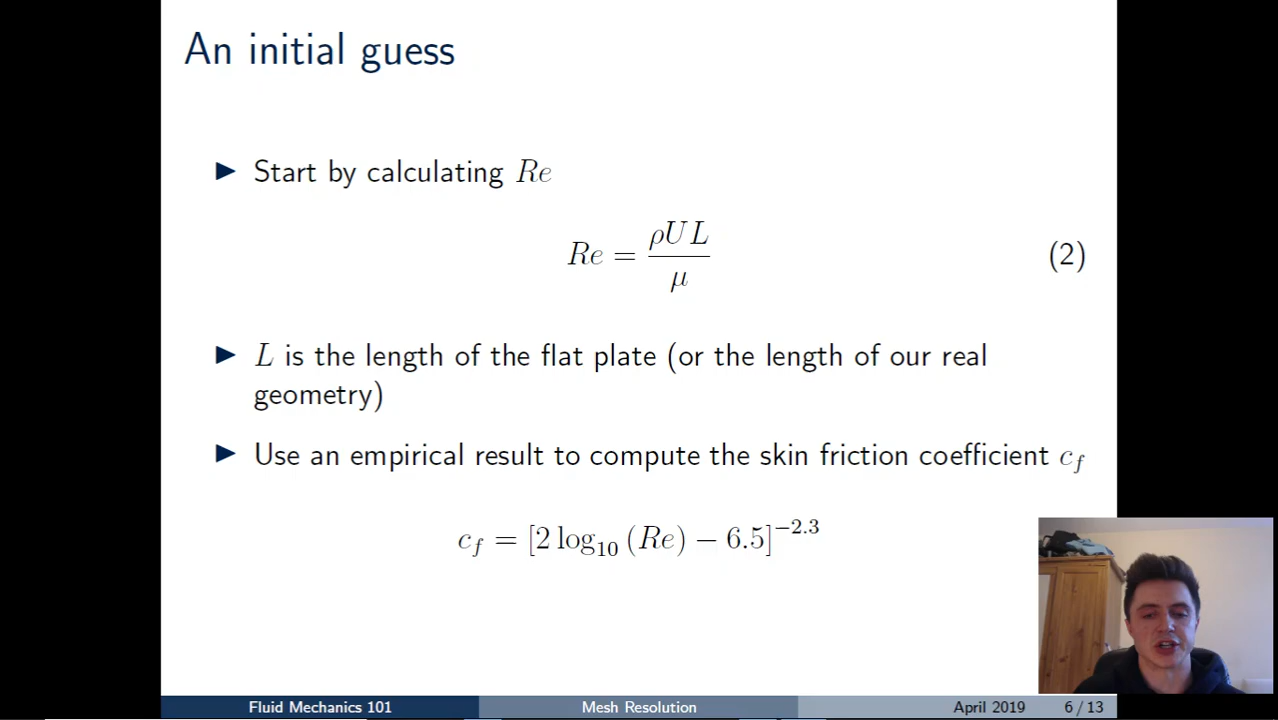 An initial guess
▶ Start by calculating Re
Re = ρUL/μ (2)
▶ L is the length of the flat plate (or the length of our real
geometry)
▶ Use an empirical result to compute the skin friction coefficient c_f
c_f = [2 log₁₀ (Re) − 6.5]^−2.3
Fluid Mechanics 101 Mesh Resolution April 2019 6 / 13